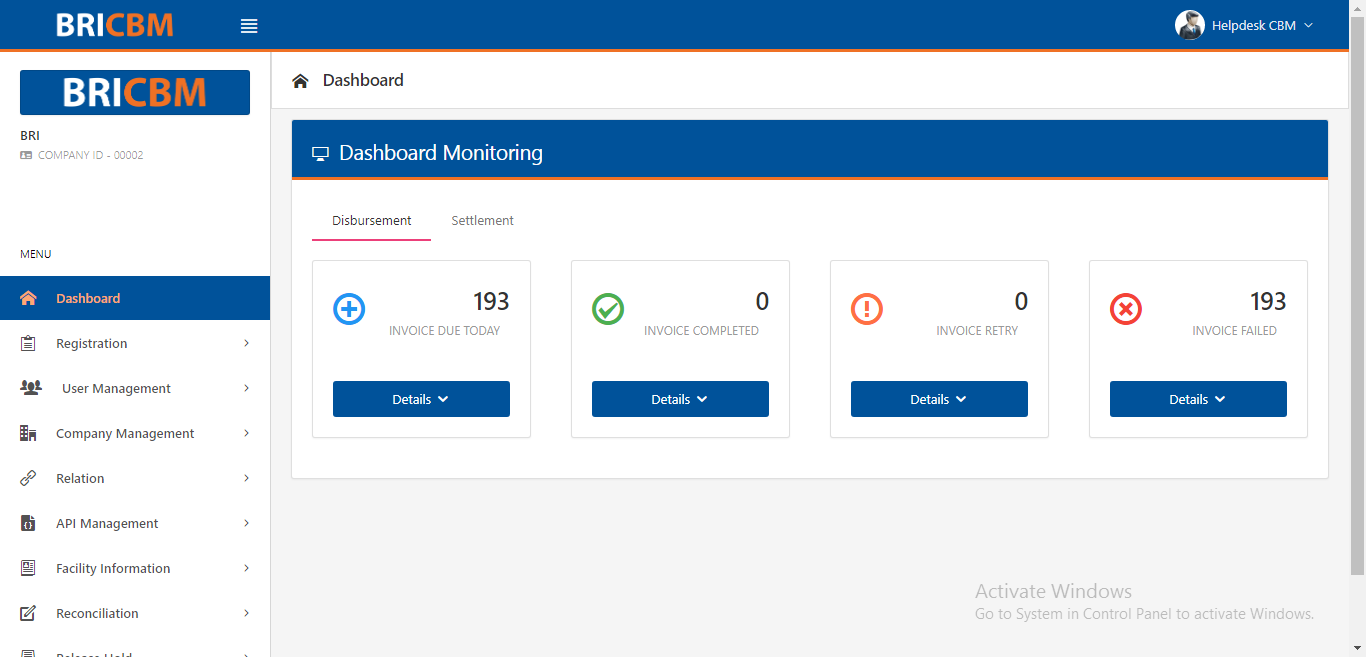 BRICBM
Helpdesk CBM
BRICBM
BRI
COMPANY ID - 00002
MENU
Dashboard
Registration
User Management
Company Management
Relation
API Management
Facility Information
Reconciliation
Release Hold
Dashboard
Dashboard Monitoring
Disbursement Settlement
193
INVOICE DUE TODAY
Details
0
INVOICE COMPLETED
Details
0
INVOICE RETRY
Details
193
INVOICE FAILED
Details
Activate Windows
Go to System in Control Panel to activate Windows.